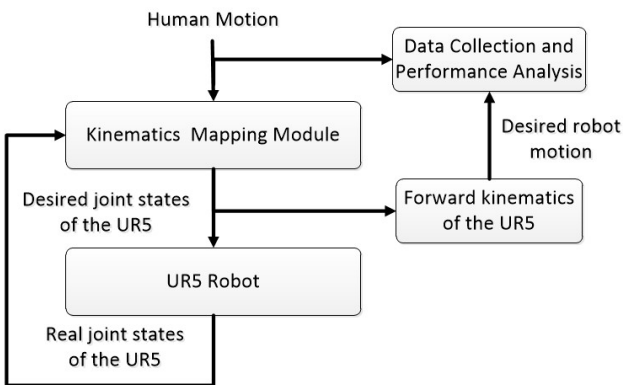 Human Motion
Data Collection and
Performance Analysis
Kinematics Mapping Module
Desired robot
motion
Desired joint states
of the UR5
Forward kinematics
of the UR5
UR5 Robot
Real joint states
of the UR5